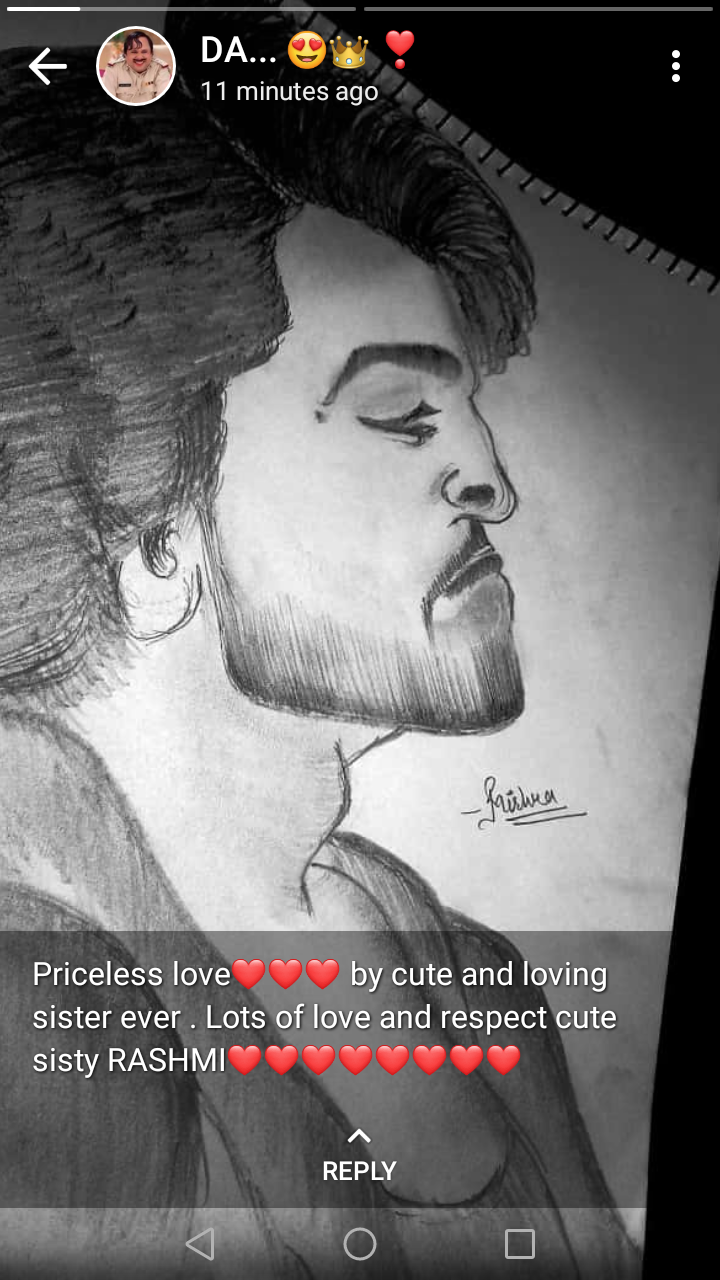 DA... 😍👑❣️
11 minutes ago
Priceless love❤️❤️❤️ by cute and loving
sister ever . Lots of love and respect cute
sisty RASHMI❤️❤️❤️❤️❤️❤️❤️❤️
REPLY